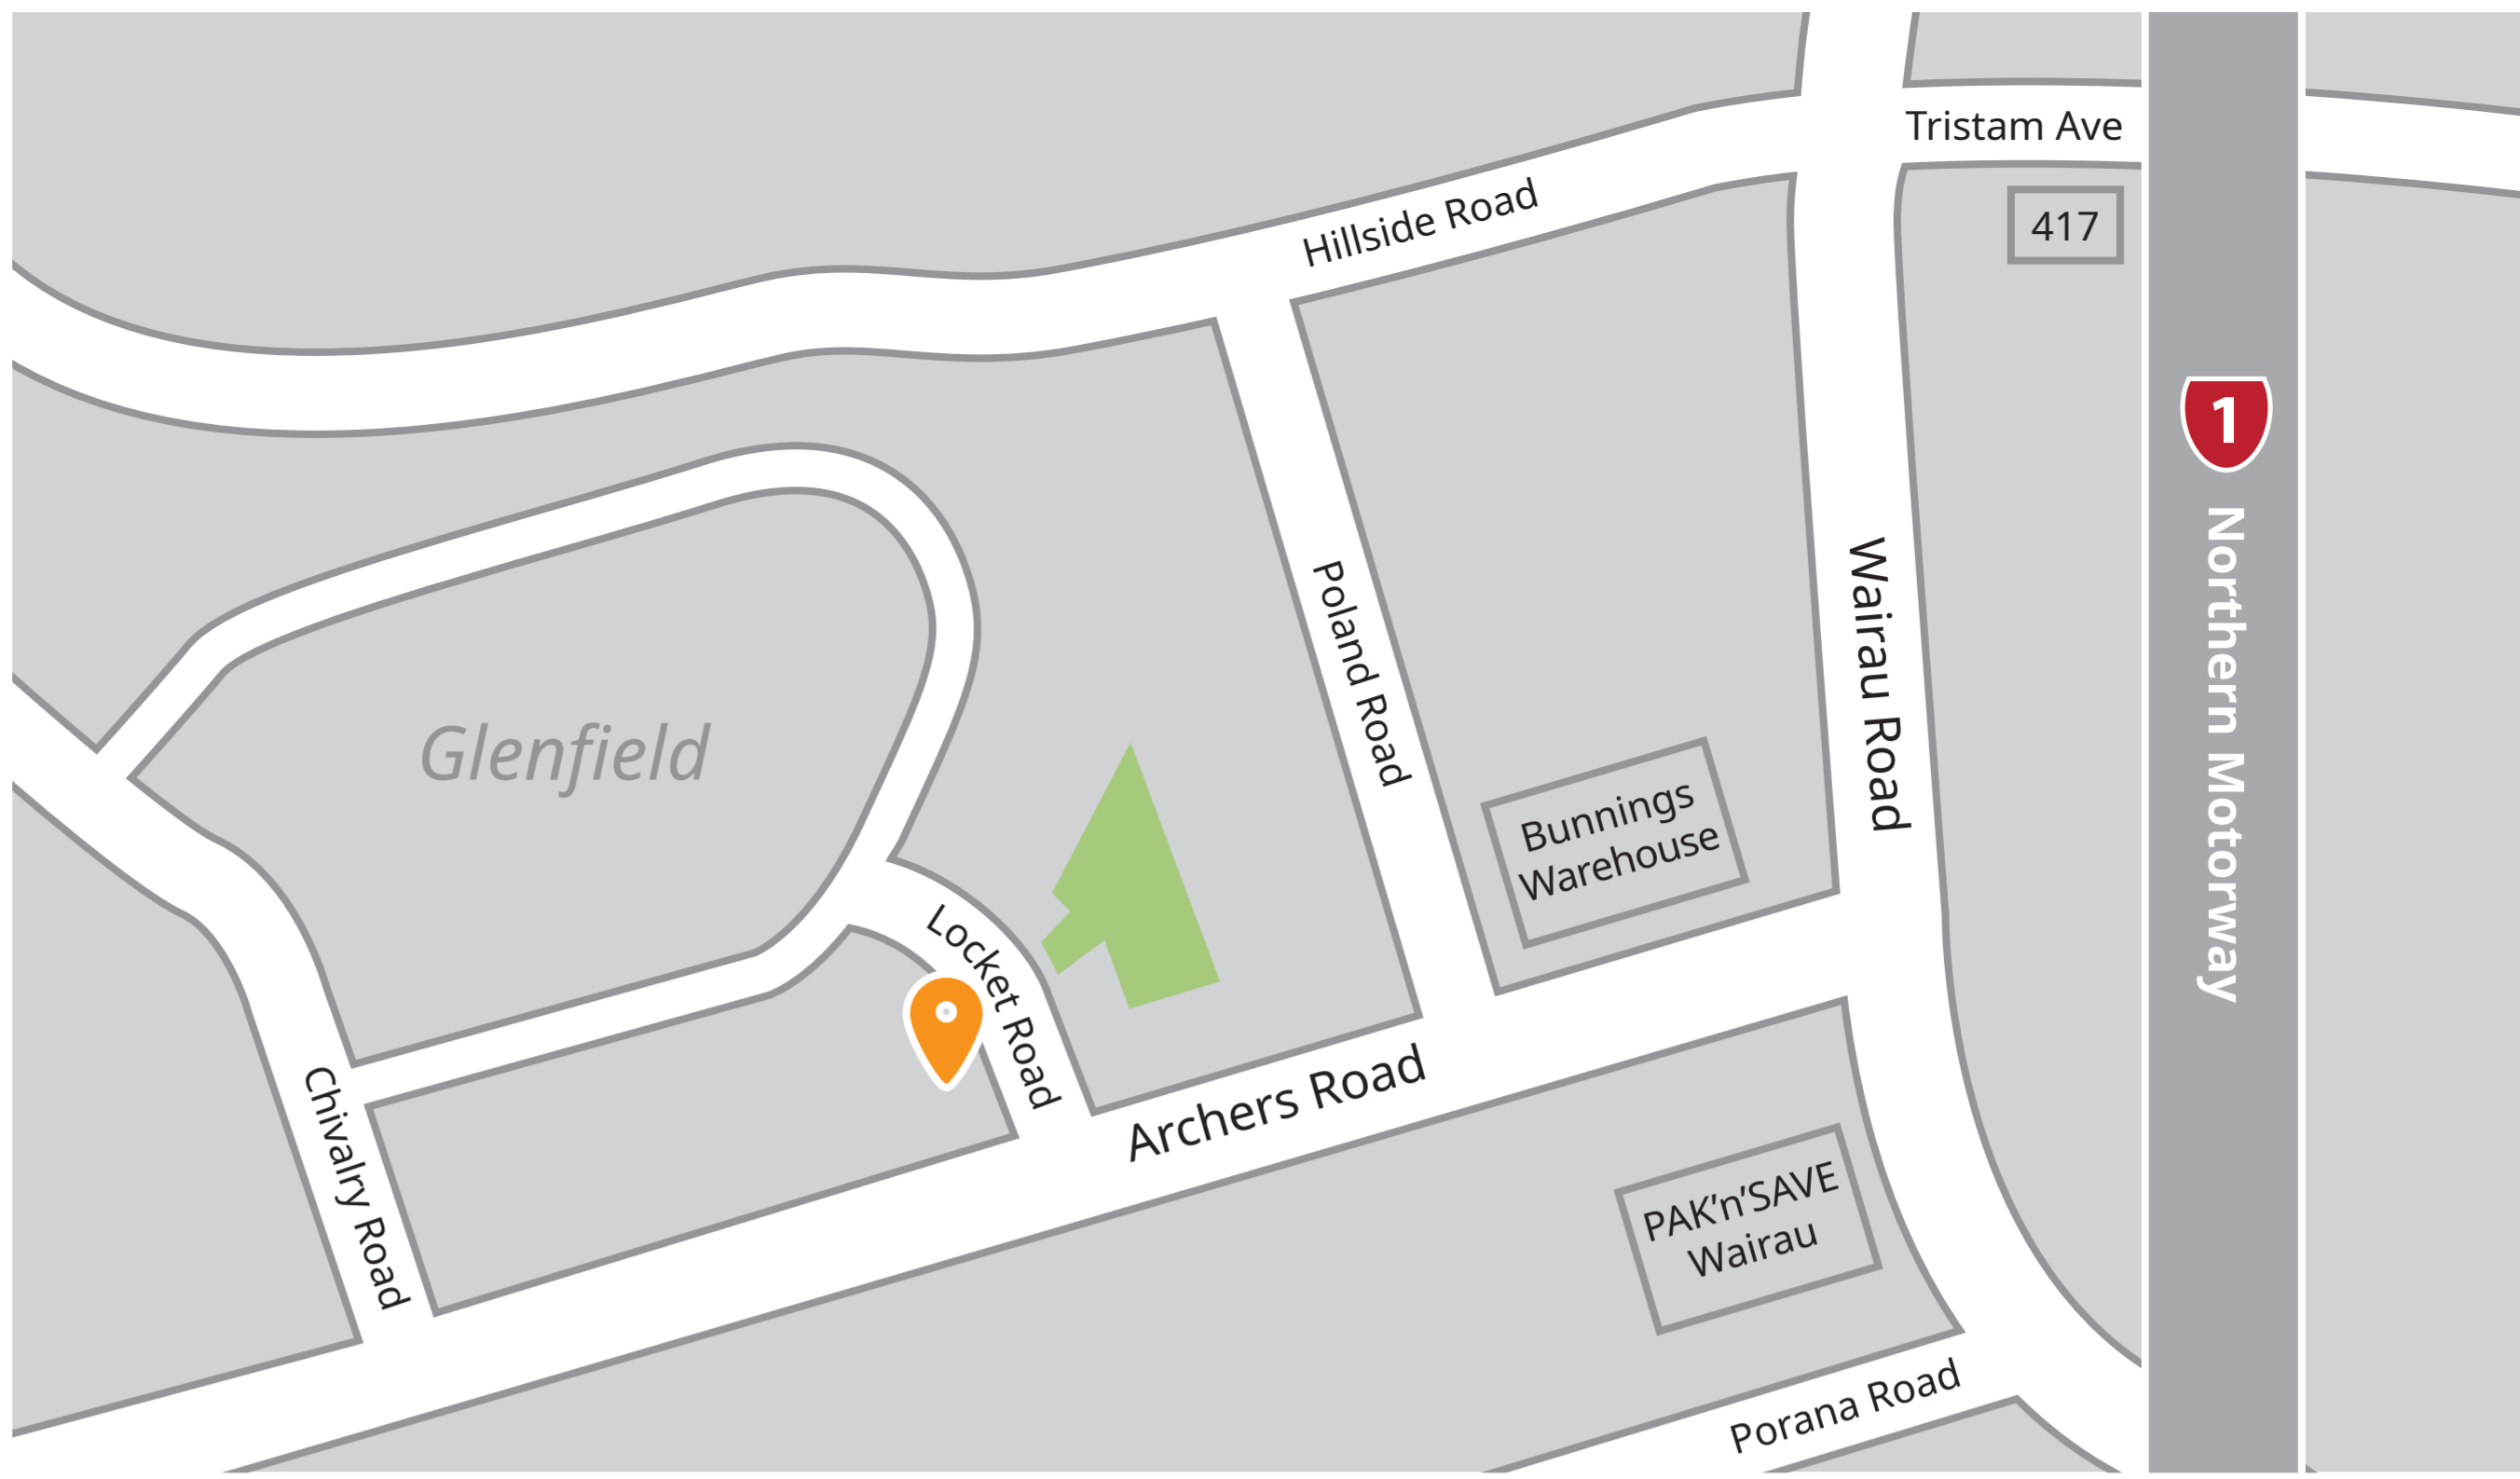 Tristam Ave
Hillside Road
417
1
Northern Motorway
Wairau Road
Poland Road
Glenfield
Bunnings
Warehouse
Locket Road
Archers Road
Chivalry Road
PAK'n'SAVE
Wairau
Porana Road